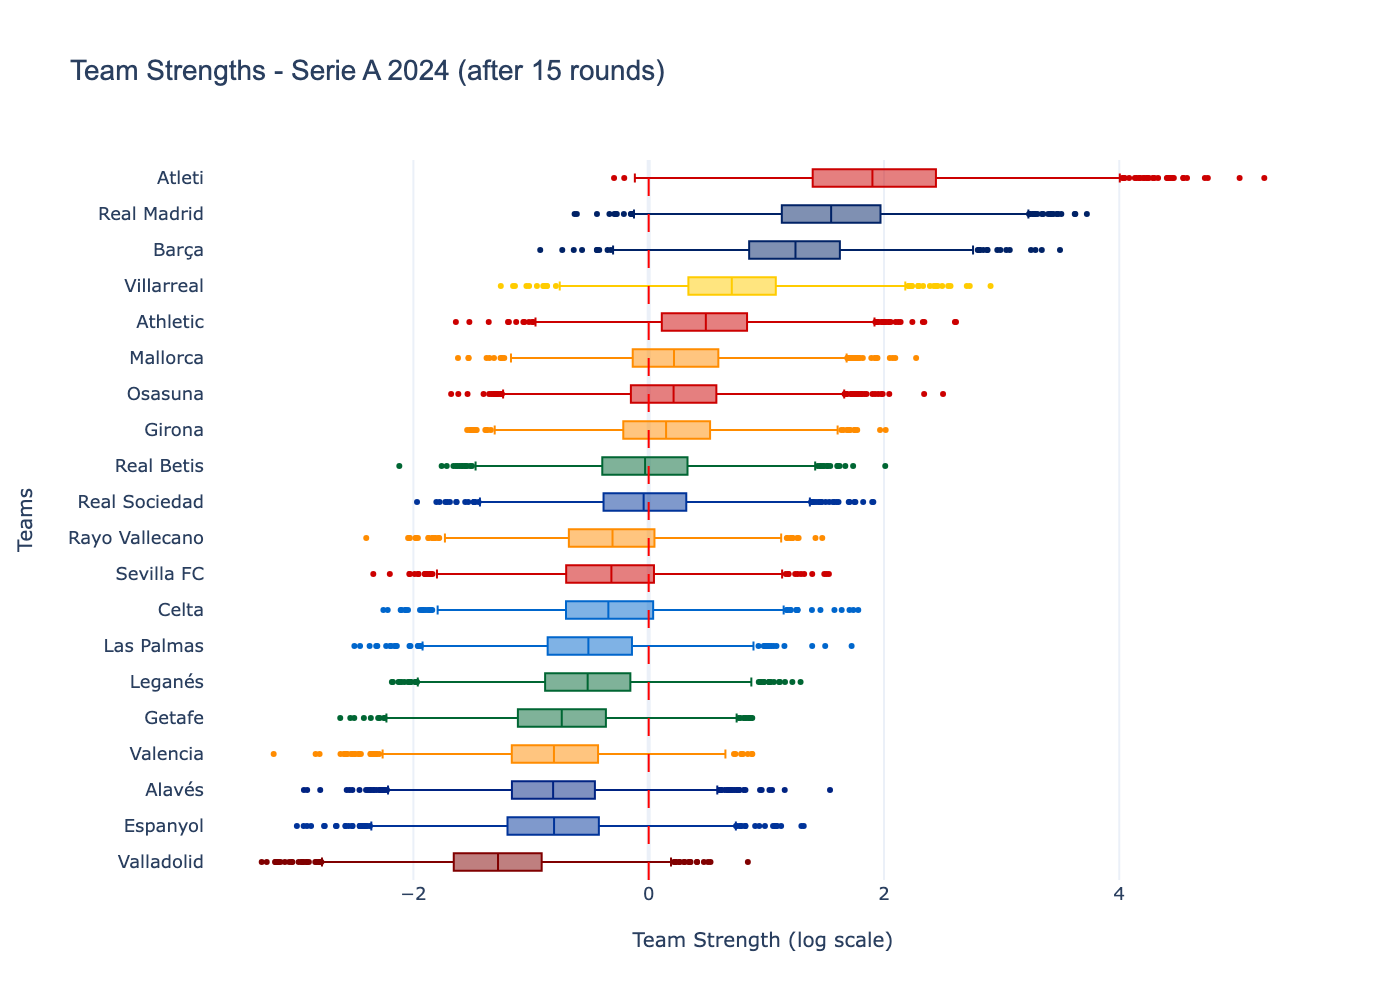 Team Strengths - Serie A 2024 (after 15 rounds)
Atleti
Real Madrid
Barça
Villarreal
Athletic
Mallorca
Osasuna
Girona
Real Betis
Real Sociedad
Rayo Vallecano
Sevilla FC
Celta
Las Palmas
Leganés
Getafe
Valencia
Alavés
Espanyol
Valladolid
Teams
−2 0 2 4
Team Strength (log scale)